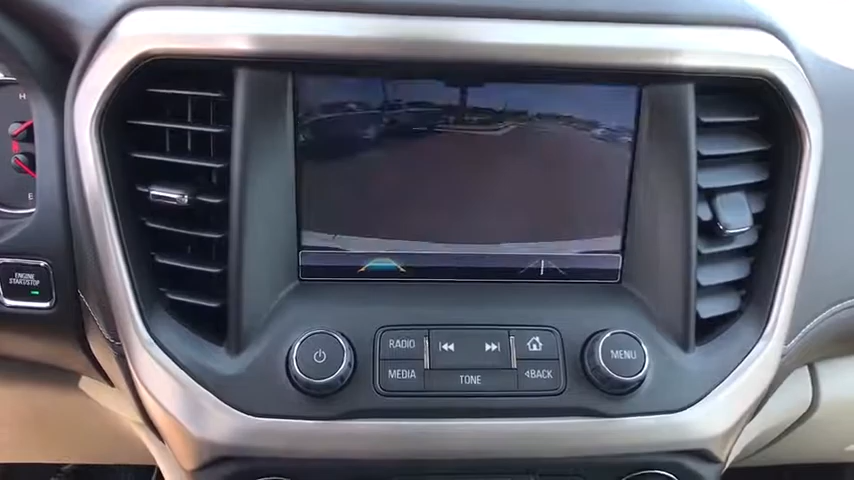 H
E
ENGINE
START/STOP
RADIO
MEDIA
TONE
BACK
MENU